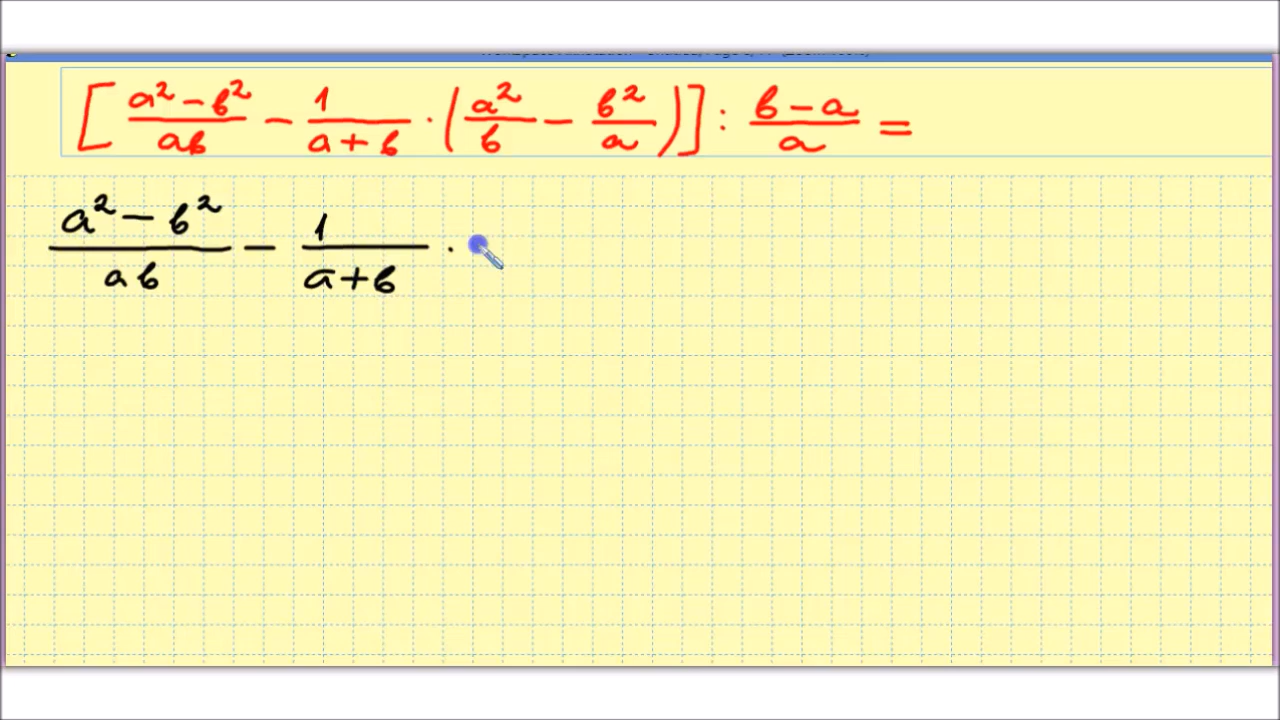 [ (a² − b²)/(ab) − 1/(a + b) · ( a²/b − b²/a ) ] : (b − a)/a =
(a² − b²)/(ab) − 1/(a+b) ·